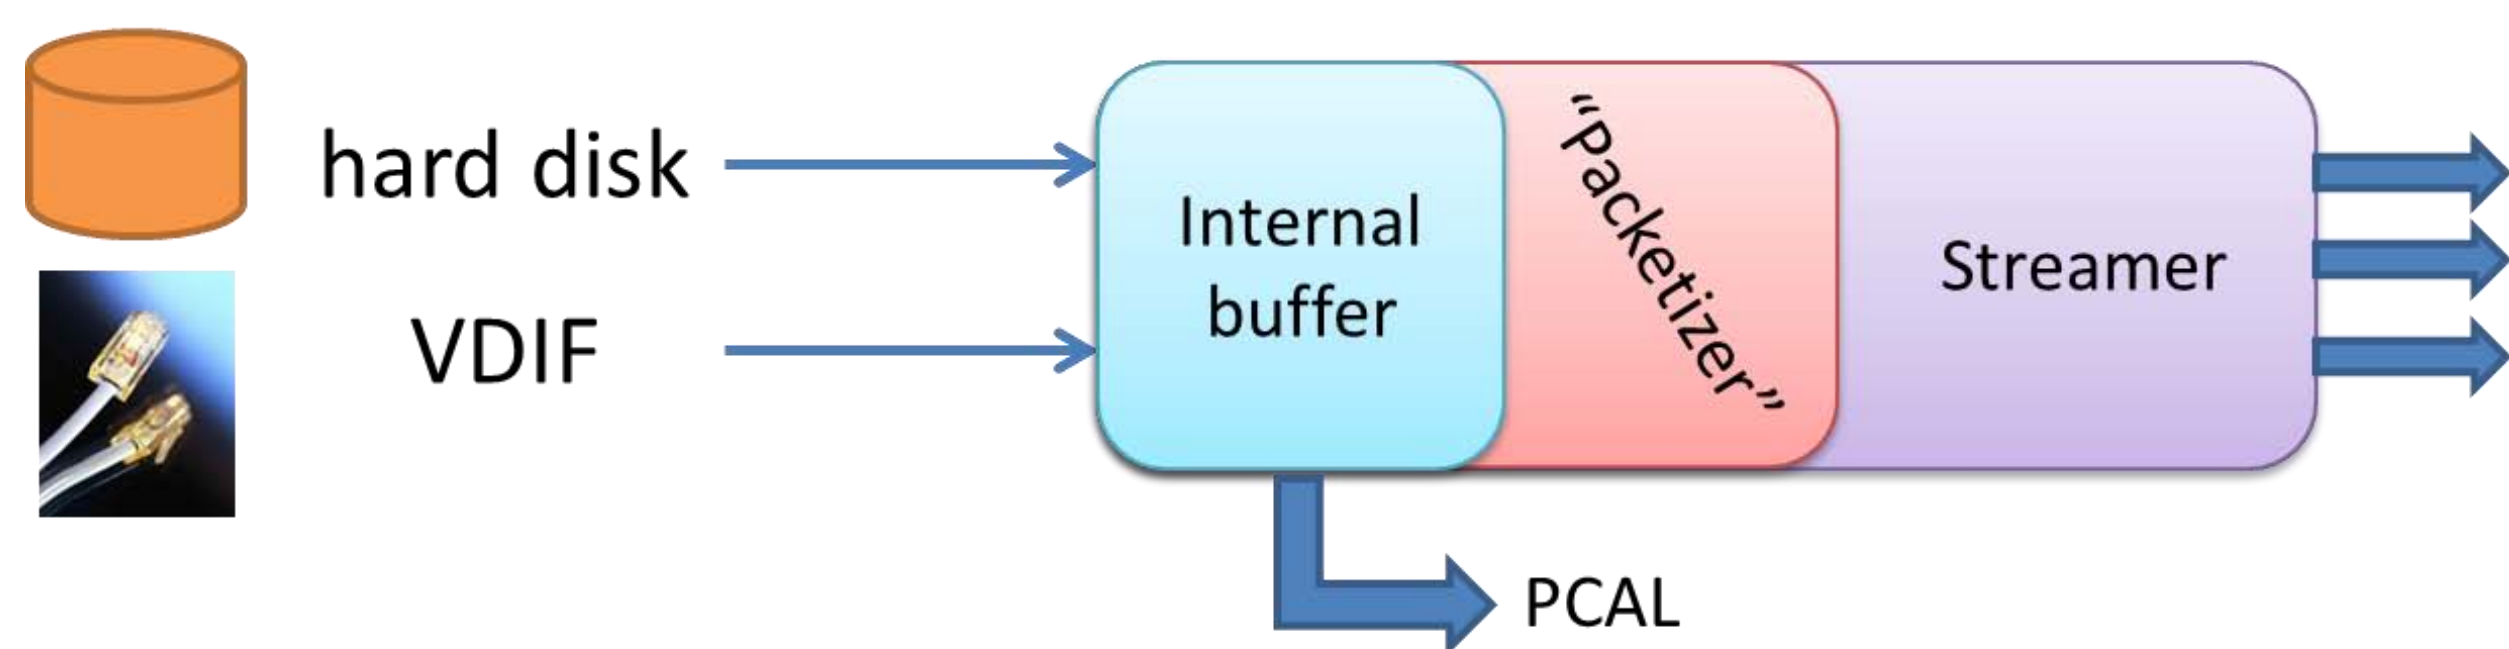 hard disk
VDIF
Internal
buffer
“Packetizer”
Streamer
PCAL